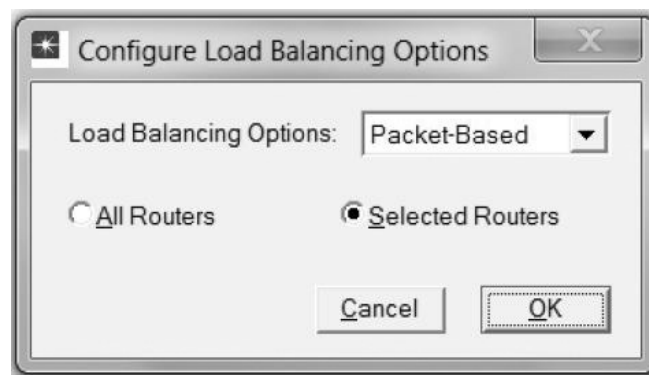 Configure Load Balancing Options
Load Balancing Options: Packet-Based
All Routers Selected Routers
Cancel OK